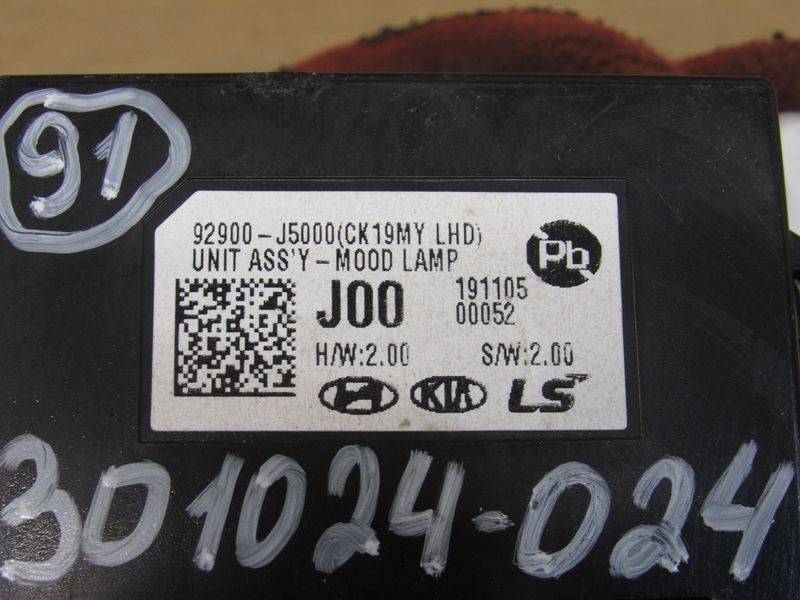 91
92900-J5000(CK19MY LHD)
UNIT ASS'Y-MOOD LAMP
Pb
J00
191105
00052
H/W:2.00 S/W:2.00
KIA LS
301024-024